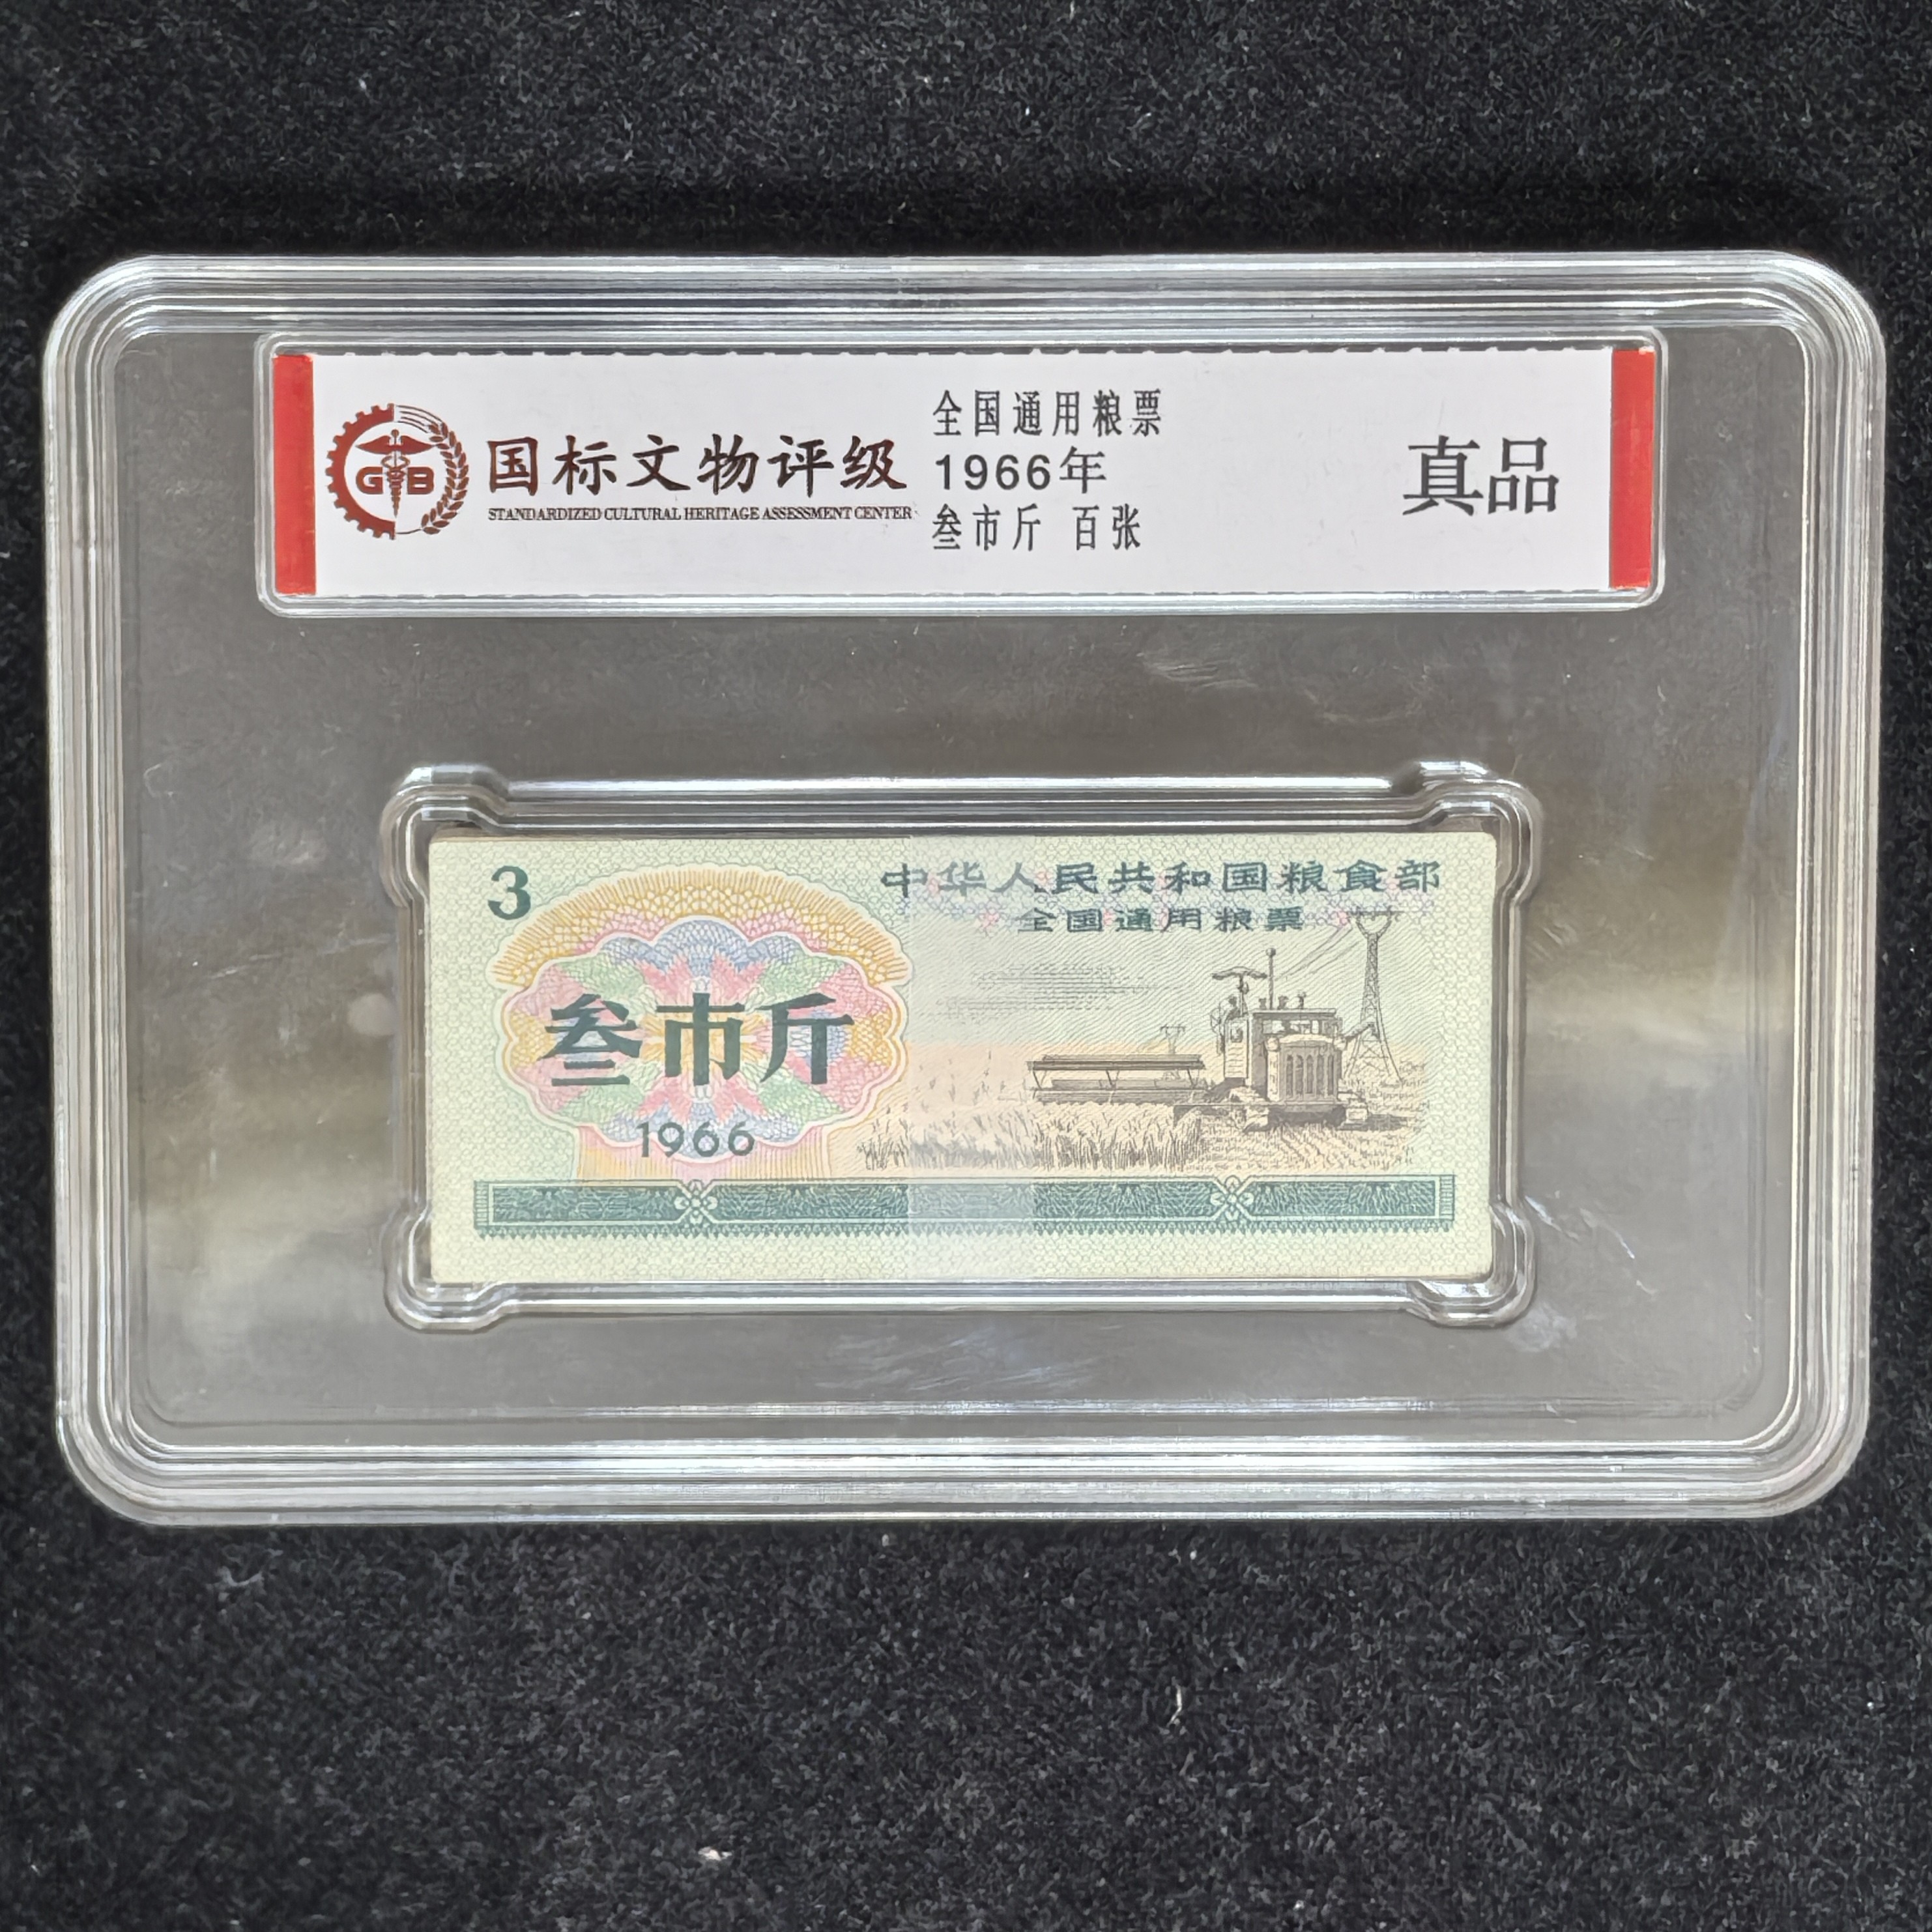 GB
国标文物评级
STANDARDIZED CULTURAL HERITAGE ASSESSMENT CENTER
全国通用粮票
1966年
叁市斤 百张
真品
3
中华人民共和国粮食部
全国通用粮票
叁市斤
1966